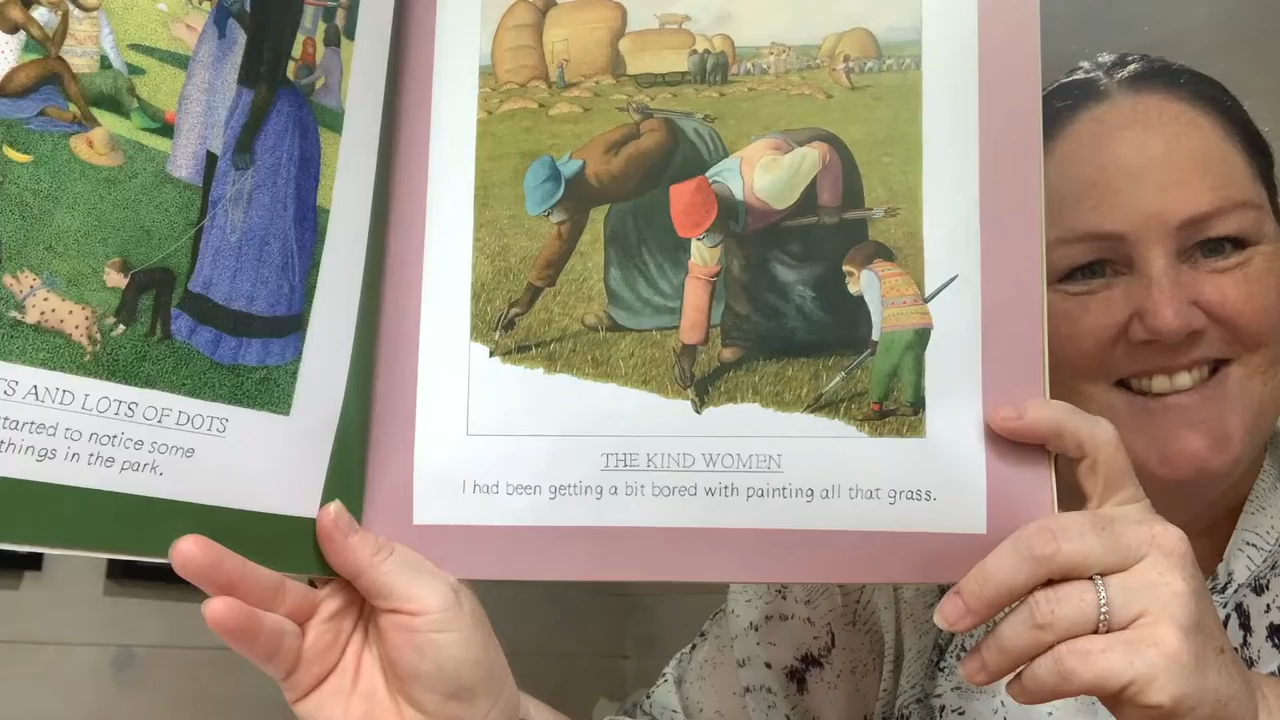 TS AND LOTS OF DOTS
started to notice some
things in the park.
THE KIND WOMEN
I had been getting a bit bored with painting all that grass.